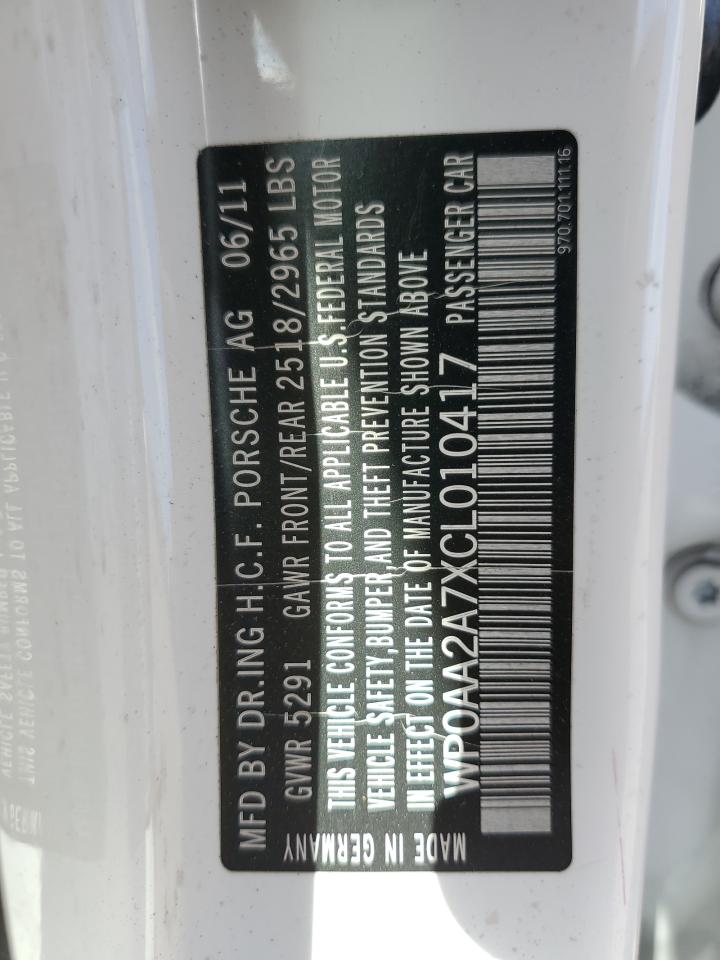 MFD BY DR.ING H.C.F. PORSCHE AG 06/11
GVWR 5291 GAWR FRONT/REAR 2518/2965 LBS
THIS VEHICLE CONFORMS TO ALL APPLICABLE U.S.FEDERAL MOTOR
VEHICLE SAFETY,BUMPER,AND THEFT PREVENTION STANDARDS
IN EFFECT ON THE DATE OF MANUFACTURE SHOWN ABOVE
WP0AA2A7XCL010417 PASSENGER CAR
970.701.111.16
MADE IN GERMANY